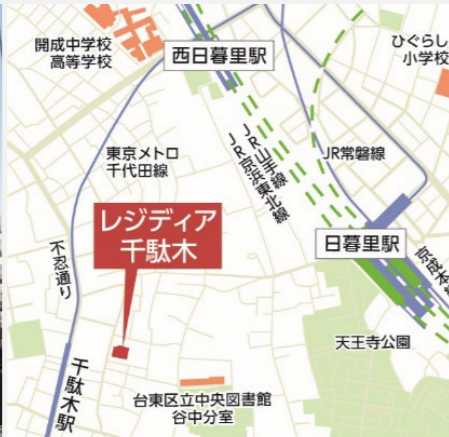 開成中学校
高等学校
西日暮里駅
ひぐらし
小学校
東京メトロ
千代田線
JR山手線
JR京浜東北線
JR常磐線
レジディア
千駄木
日暮里駅
不忍通り
京成本線
天王寺公園
千駄木駅
台東区立中央図書館
谷中分室